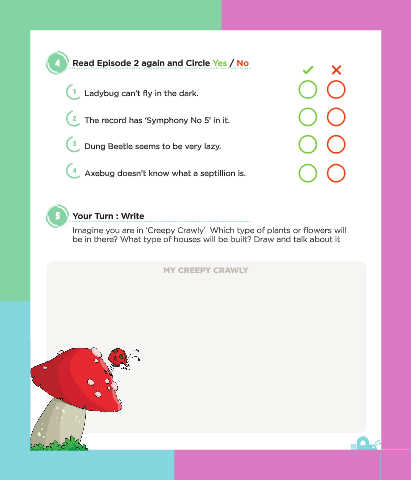 4 Read Episode 2 again and Circle Yes / No
1 Ladybug can't fly in the dark.
2 The record has 'Symphony No 5' in it.
3 Dung Beetle seems to be very lazy.
4 Axebug doesn't know what a septillion is.
5 Your Turn : Write
Imagine you are in 'Creepy Crawly' Which type of plants or flowers will
be in there? What type of houses will be built? Draw and talk about it
MY CREEPY CRAWLY